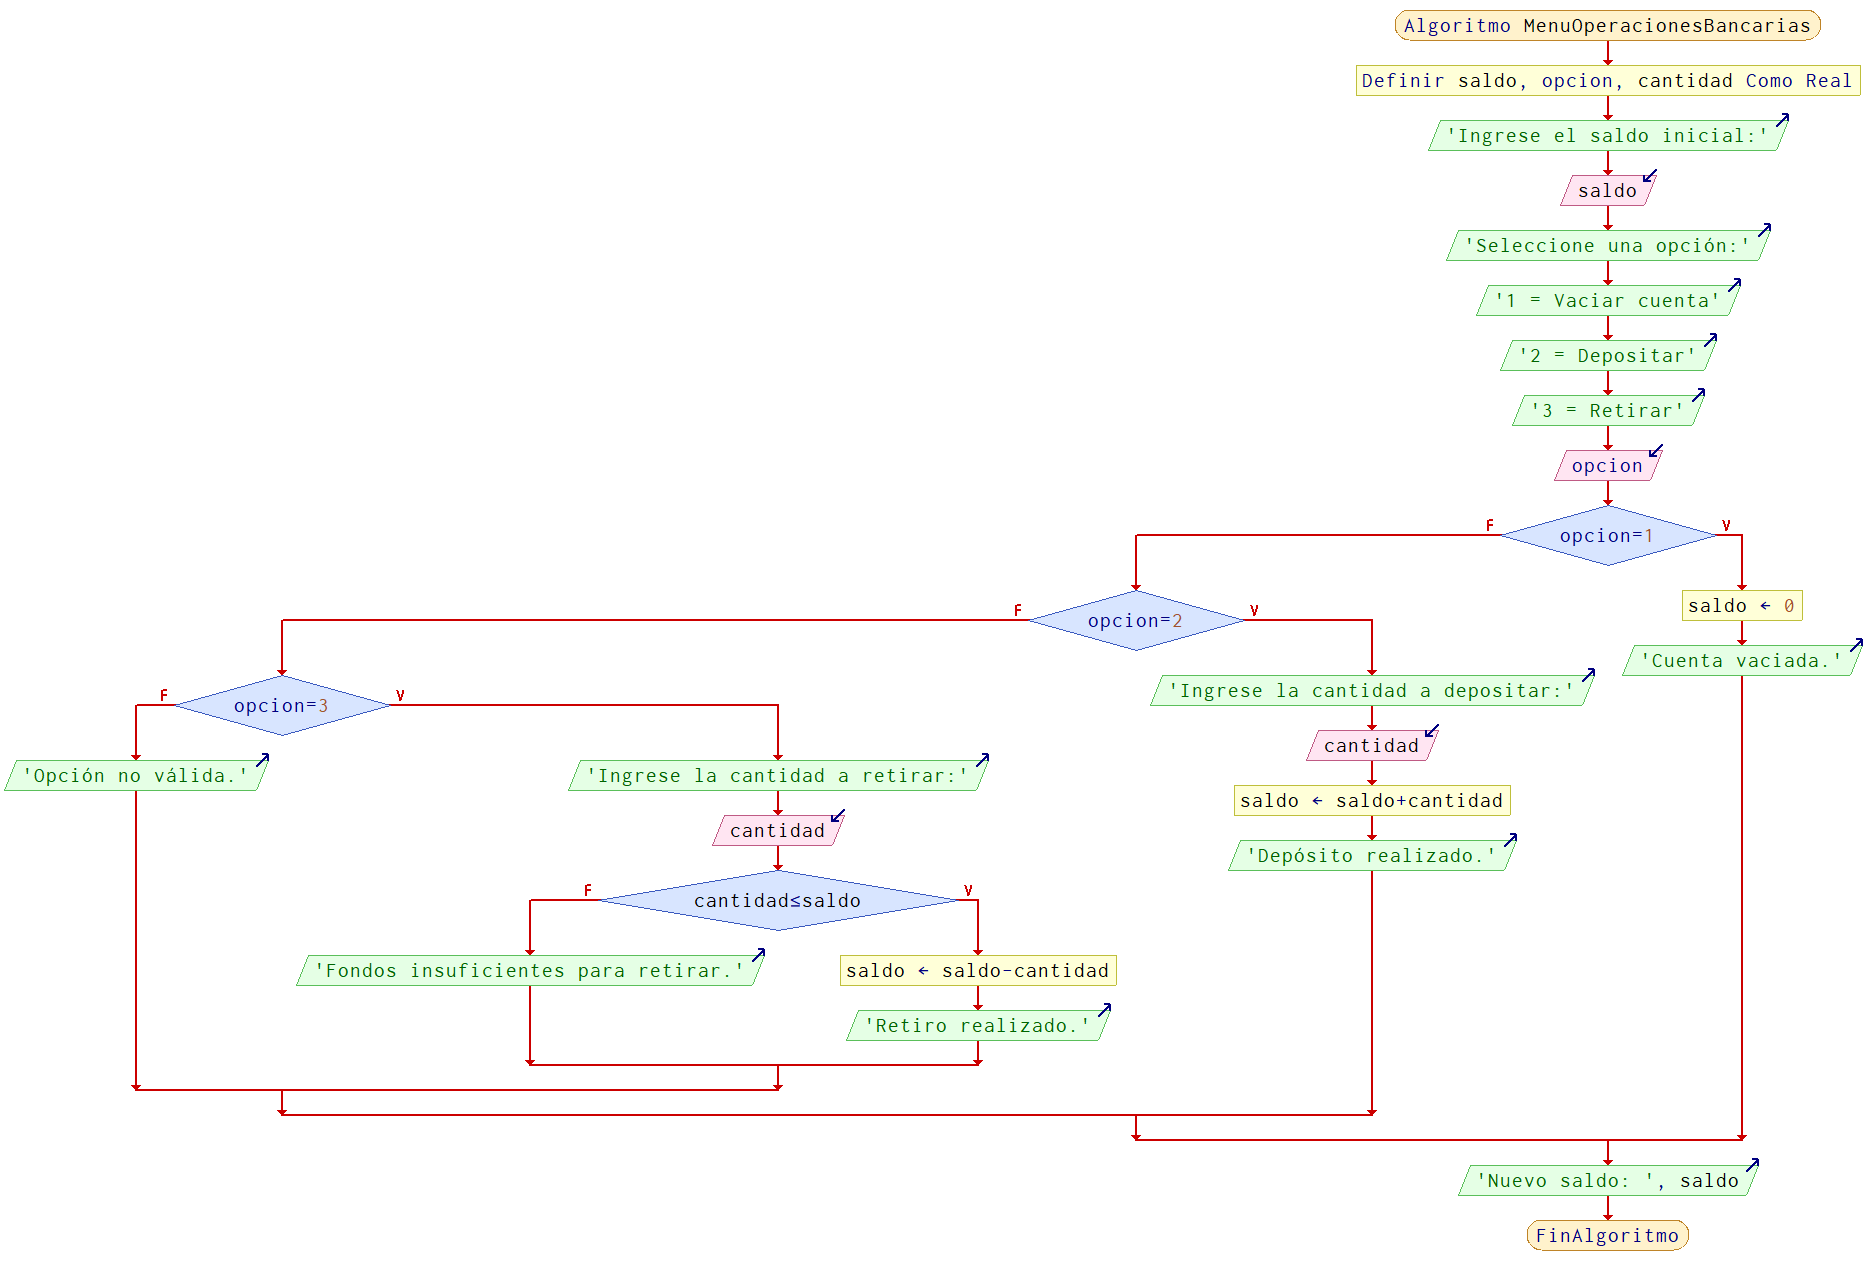 Algoritmo MenuOperacionesBancarias
Definir saldo, opcion, cantidad Como Real
'Ingrese el saldo inicial:'
saldo
'Seleccione una opción:'
'1 = Vaciar cuenta'
'2 = Depositar'
'3 = Retirar'
opcion
F
opcion=1
V
saldo ← 0
'Cuenta vaciada.'
F
opcion=2
V
'Ingrese la cantidad a depositar:'
cantidad
saldo ← saldo+cantidad
'Depósito realizado.'
F
opcion=3
V
'Opción no válida.'
'Ingrese la cantidad a retirar:'
cantidad
F
cantidad≤saldo
V
'Fondos insuficientes para retirar.'
saldo ← saldo-cantidad
'Retiro realizado.'
'Nuevo saldo: ', saldo
FinAlgoritmo